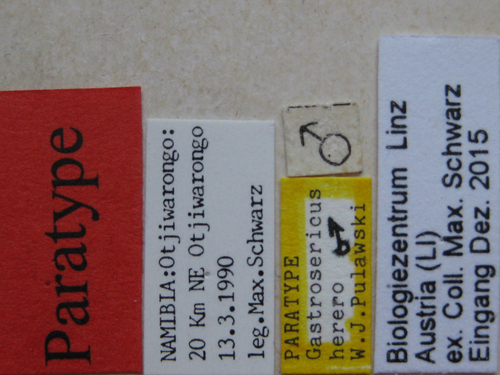 Paratype
NAMIBIA:Otjiwarongo:
20 Km NE Otjiwarongo
13.3.1990
leg.Max.Schwarz
♂
PARATYPE
Gastrosericus
herero ♂
W.J.Pulawski
Biologiezentrum Linz
Austria (LI)
ex. Coll. Max. Schwarz
Eingang Dez. 2015